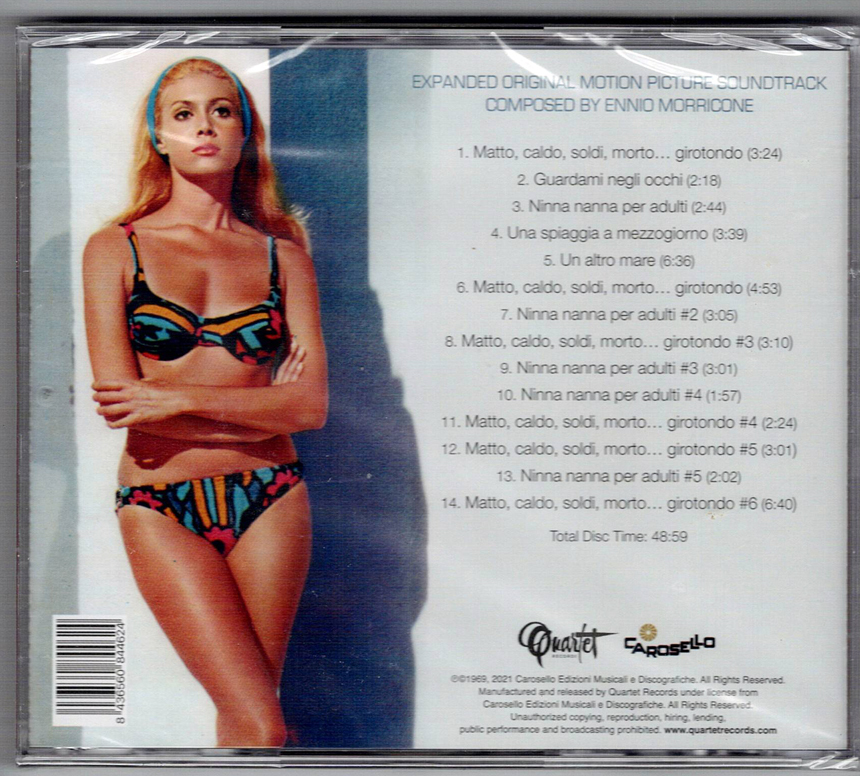 EXPANDED ORIGINAL MOTION PICTURE SOUNDTRACK
COMPOSED BY ENNIO MORRICONE
1. Matto, caldo, soldi, morto... girotondo (3:24)
2. Guardami negli occhi (2:18)
3. Ninna nanna per adulti (2:44)
4. Una spiaggia a mezzogiorno (3:39)
5. Un altro mare (6:36)
6. Matto, caldo, soldi, morto... girotondo (4:53)
7. Ninna nanna per adulti #2 (3:05)
8. Matto, caldo, soldi, morto... girotondo #3 (3:10)
9. Ninna nanna per adulti #3 (3:01)
10. Ninna nanna per adulti #4 (1:57)
11. Matto, caldo, soldi, morto... girotondo #4 (2:24)
12. Matto, caldo, soldi, morto... girotondo #5 (3:01)
13. Ninna nanna per adulti #5 (2:02)
14. Matto, caldo, soldi, morto... girotondo #6 (6:40)
Total Disc Time: 48:59
Quartet
RECORDS
CAROSELLO
℗©1969, 2021 Carosello Edizioni Musicali e Discografiche. All Rights Reserved.
Manufactured and released by Quartet Records under license from
Carosello Edizioni Musicali e Discografiche. All Rights Reserved.
Unauthorized copying, reproduction, hiring, lending,
public performance and broadcasting prohibited. www.quartetrecords.com
8 436560 844624